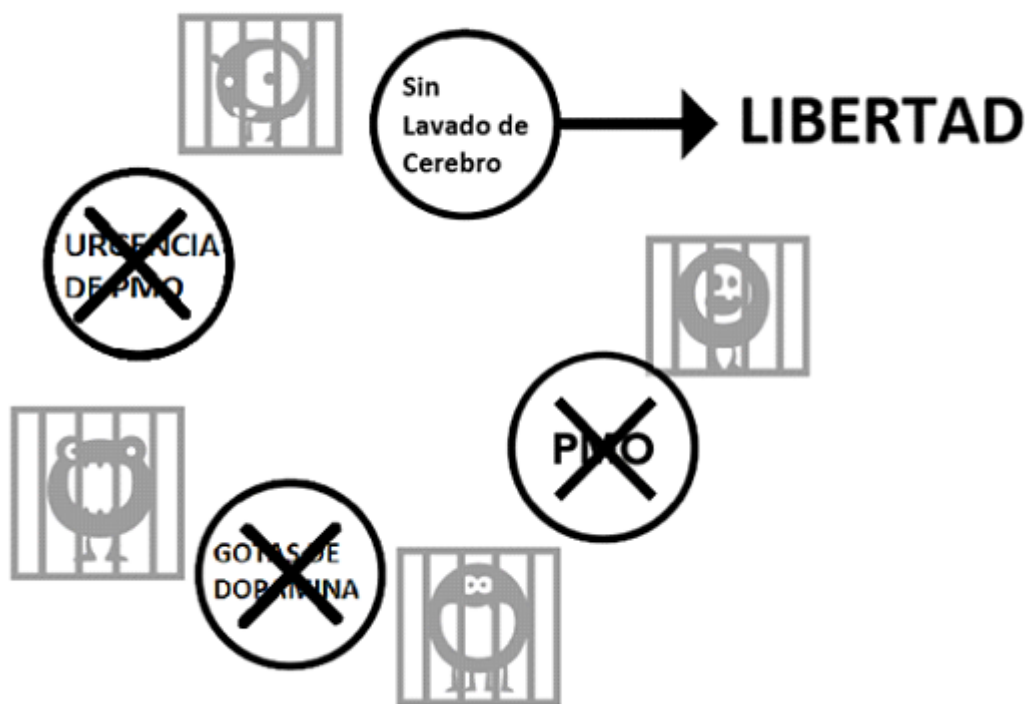 Sin
Lavado de
Cerebro
LIBERTAD
URGENCIA
DE PMO
PMO
GOTAS DE
DOPAMINA